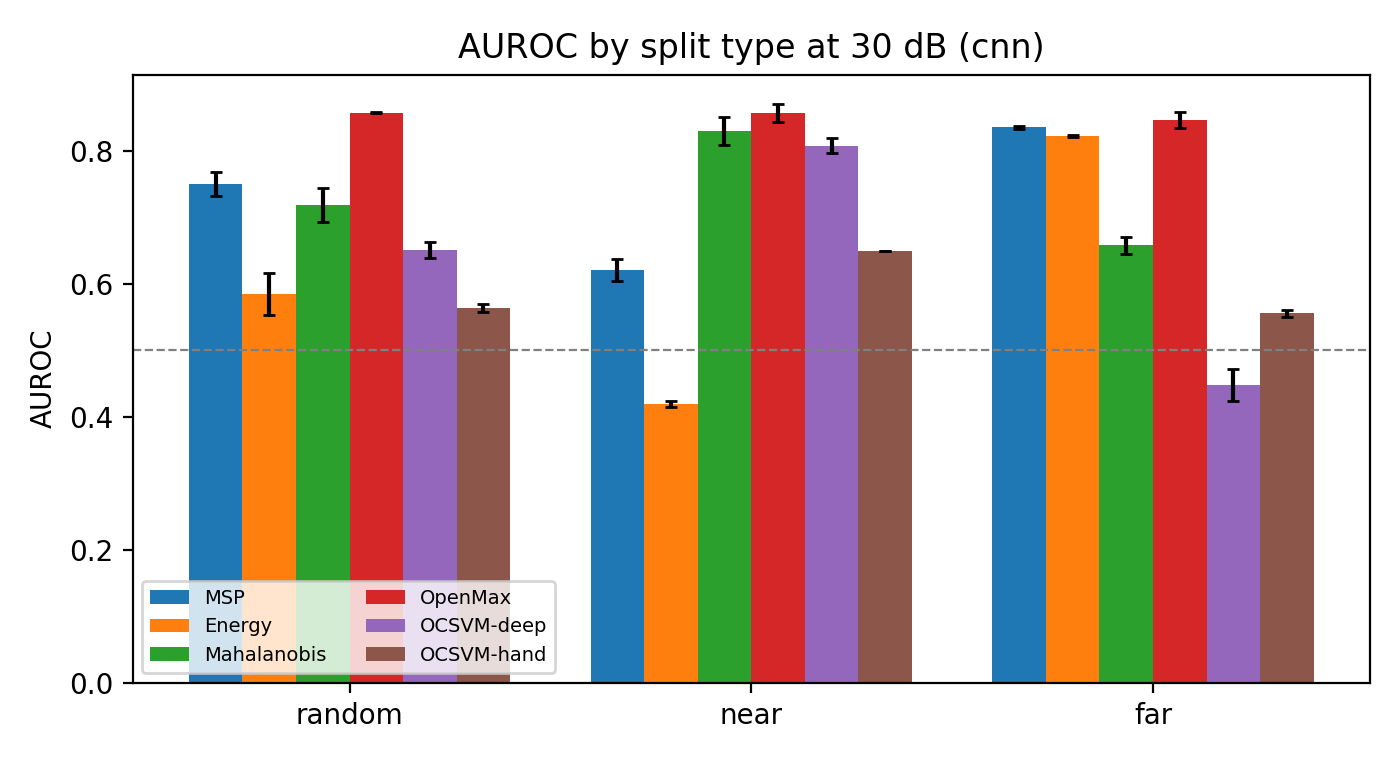 AUROC by split type at 30 dB (cnn)
AUROC
0.8
0.6
0.4
0.2
0.0
MSP
Energy
Mahalanobis
OpenMax
OCSVM-deep
OCSVM-hand
random
near
far